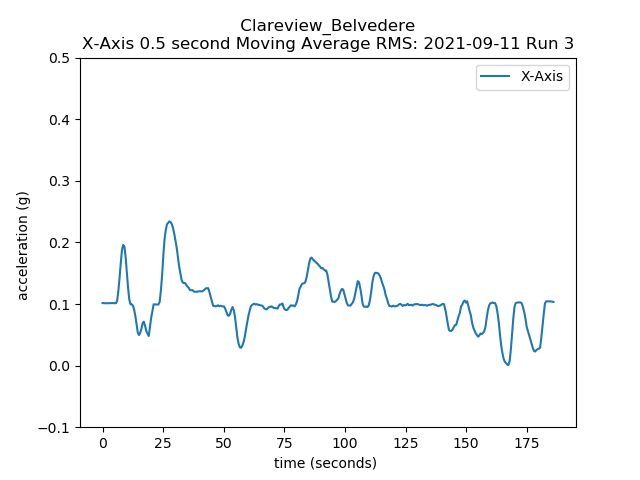 Clareview_Belvedere
X-Axis 0.5 second Moving Average RMS: 2021-09-11 Run 3
X-Axis
acceleration (g)
0.5
0.4
0.3
0.2
0.1
0.0
−0.1
0 25 50 75 100 125 150 175
time (seconds)